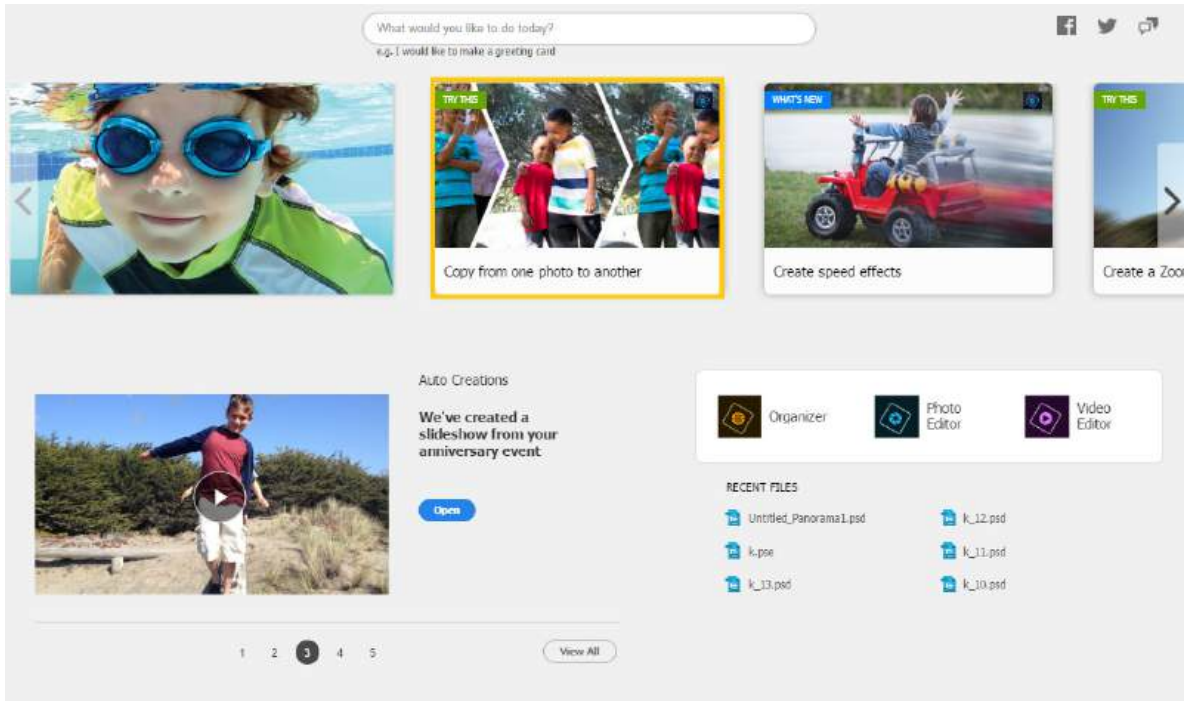 What would you like to do today?
e.g. I would like to make a greeting card
TRY THIS
WHAT'S NEW
TRY THIS
Copy from one photo to another
Create speed effects
Create a Zoo
Auto Creations
We've created a
slideshow from your
anniversary event
Open
Organizer
Photo
Editor
Video
Editor
RECENT FILES
Untitled_Panorama1.psd
k_12.psd
k.pse
k_11.psd
k_13.psd
k_10.psd
1 2 3 4 5
View All